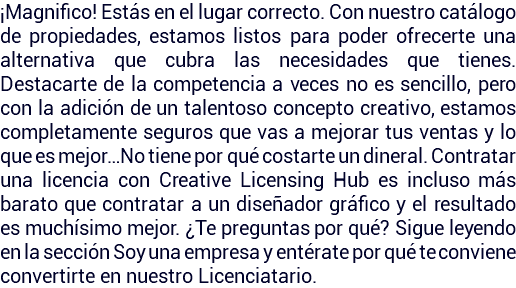 ¡Magnifico! Estás en el lugar correcto. Con nuestro catálogo
de propiedades, estamos listos para poder ofrecerte una
alternativa que cubra las necesidades que tienes.
Destacarte de la competencia a veces no es sencillo, pero
con la adición de un talentoso concepto creativo, estamos
completamente seguros que vas a mejorar tus ventas y lo
que es mejor...No tiene por qué costarte un dineral. Contratar
una licencia con Creative Licensing Hub es incluso más
barato que contratar a un diseñador gráfico y el resultado
es muchísimo mejor. ¿Te preguntas por qué? Sigue leyendo
en la sección Soy una empresa y entérate por qué te conviene
convertirte en nuestro Licenciatario.